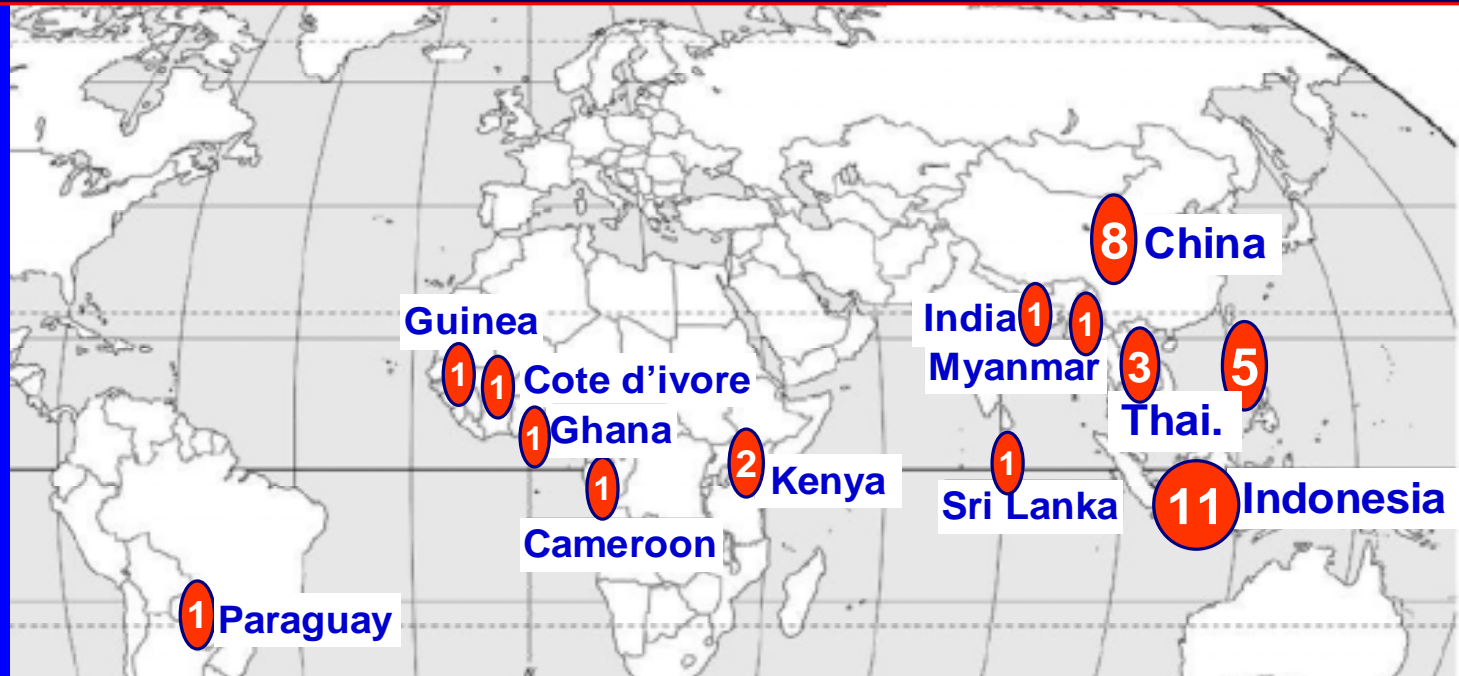 8 China
India 1
1
Myanmar
Guinea
1
1 Cote d'ivore
3
Thai.
5
1 Ghana
2 Kenya
1
Sri Lanka
11 Indonesia
1
Cameroon
1 Paraguay